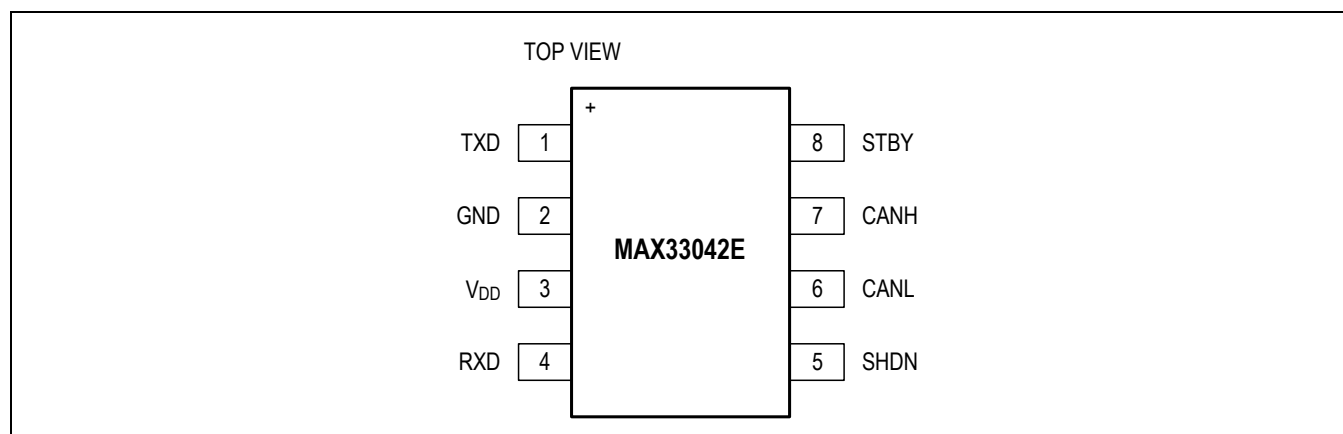 TOP VIEW
+
TXD 1 8 STBY
GND 2 7 CANH
MAX33042E
VDD 3 6 CANL
RXD 4 5 SHDN